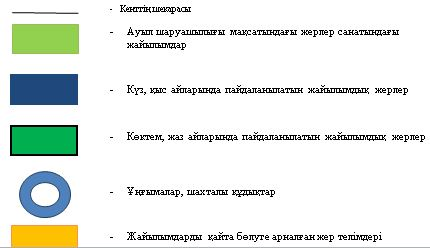 - Кенттің шекарасы
- Ауыл шаруашылығы мақсатындағы жерлер санатындағы
жайылымдар
- Күз, қыс айларында пайдаланылатын жайылымдық жерлер
- Көктем, жаз айларында пайдаланылатын жайылымдық жерлер
- Ұңғымалар, шахталы құдықтар
- Жайылымдарды қайта бөлуге арналған жер телімдері